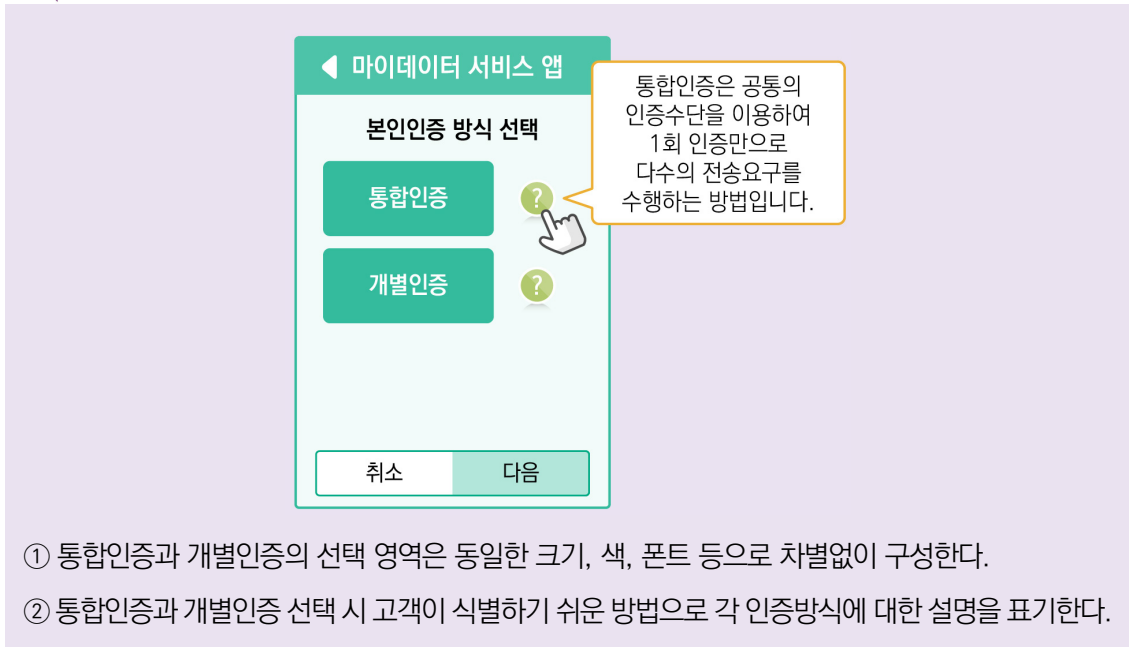 마이데이터 서비스 앱
본인인증 방식 선택
통합인증
?
통합인증은 공통의
인증수단을 이용하여
1회 인증만으로
다수의 전송요구를
수행하는 방법입니다.
개별인증
?
취소
다음
① 통합인증과 개별인증의 선택 영역은 동일한 크기, 색, 폰트 등으로 차별없이 구성한다.
② 통합인증과 개별인증 선택 시 고객이 식별하기 쉬운 방법으로 각 인증방식에 대한 설명을 표기한다.